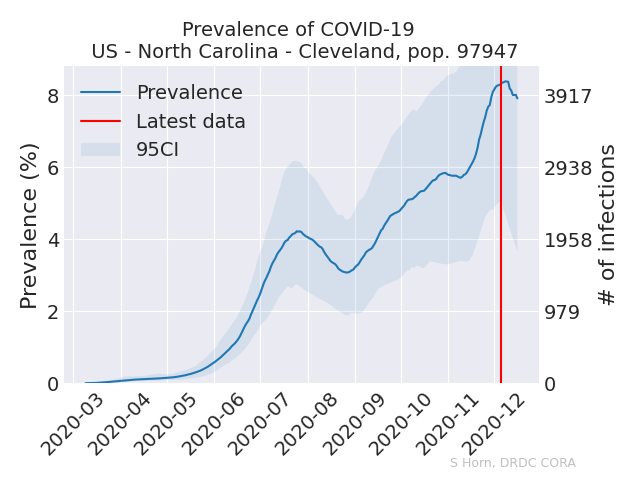 Prevalence of COVID-19
US - North Carolina - Cleveland, pop. 97947
Prevalence
Latest data
95CI
Prevalence (%)
8
6
4
2
0
3917
2938
1958
979
0
# of infections
2020-03
2020-04
2020-05
2020-06
2020-07
2020-08
2020-09
2020-10
2020-11
2020-12
S Horn, DRDC CORA